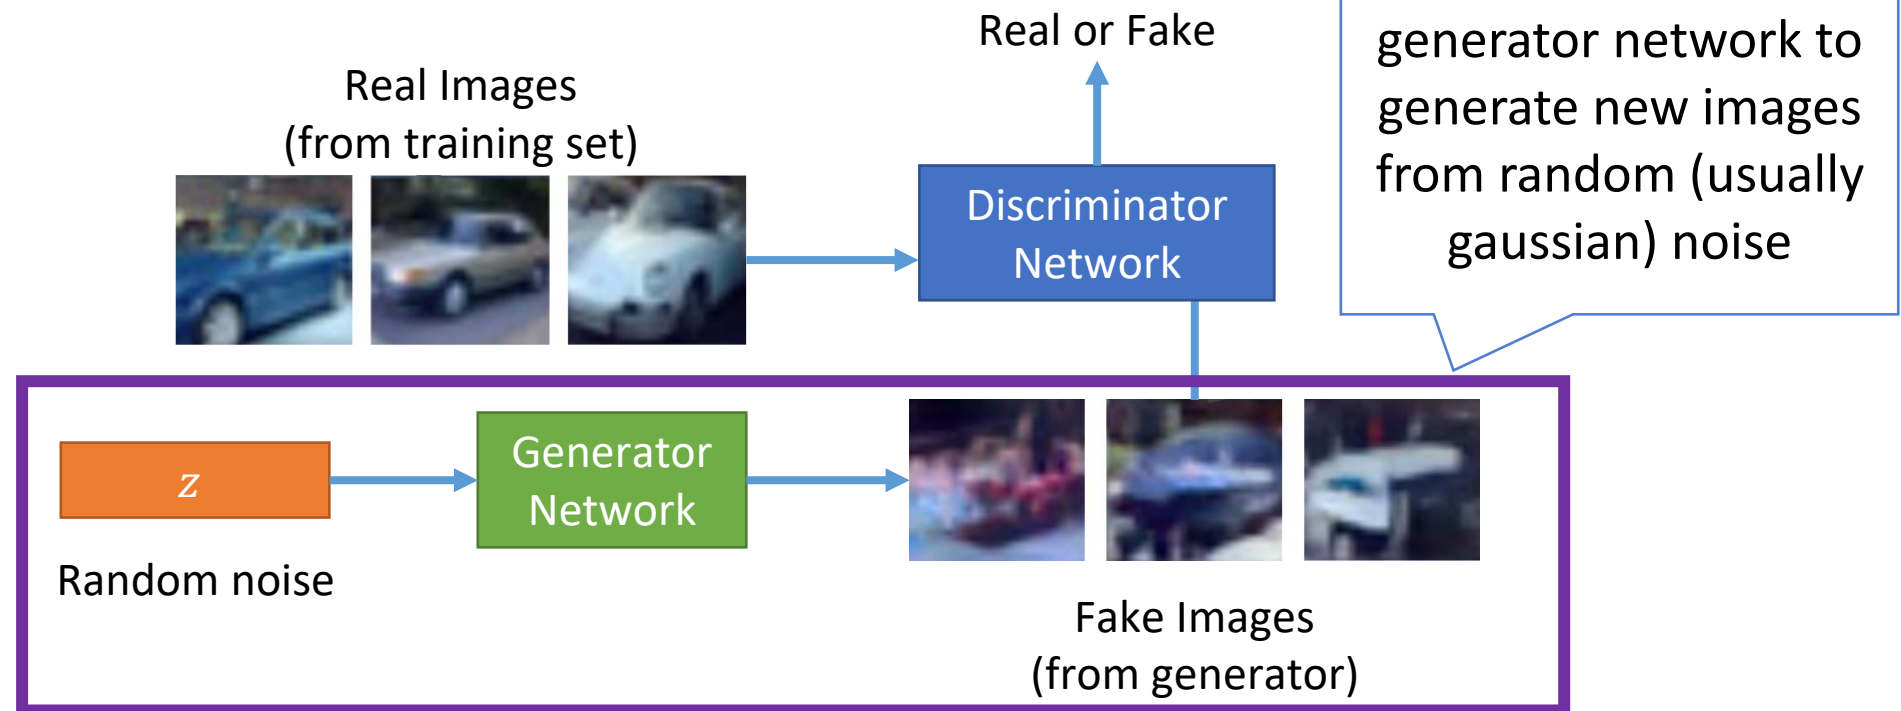 Real or Fake
generator network to
generate new images
from random (usually
gaussian) noise
Real Images
(from training set)
Discriminator
Network
z
Generator
Network
Random noise
Fake Images
(from generator)